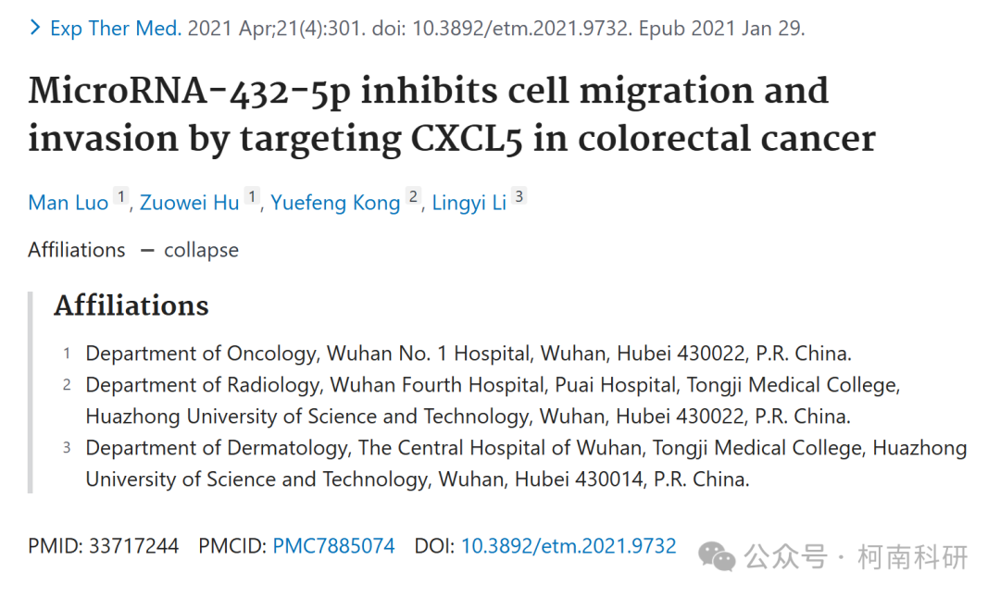 Exp Ther Med. 2021 Apr;21(4):301. doi: 10.3892/etm.2021.9732. Epub 2021 Jan 29.
MicroRNA-432-5p inhibits cell migration and
invasion by targeting CXCL5 in colorectal cancer
Man Luo 1, Zuowei Hu 1, Yuefeng Kong 2, Lingyi Li 3
Affiliations — collapse
Affiliations
1 Department of Oncology, Wuhan No. 1 Hospital, Wuhan, Hubei 430022, P.R. China.
2 Department of Radiology, Wuhan Fourth Hospital, Puai Hospital, Tongji Medical College,
Huazhong University of Science and Technology, Wuhan, Hubei 430022, P.R. China.
3 Department of Dermatology, The Central Hospital of Wuhan, Tongji Medical College, Huazhong
University of Science and Technology, Wuhan, Hubei 430014, P.R. China.
PMID: 33717244 PMCID: PMC7885074 DOI: 10.3892/etm.2021.9732
公众号 · 柯南科研